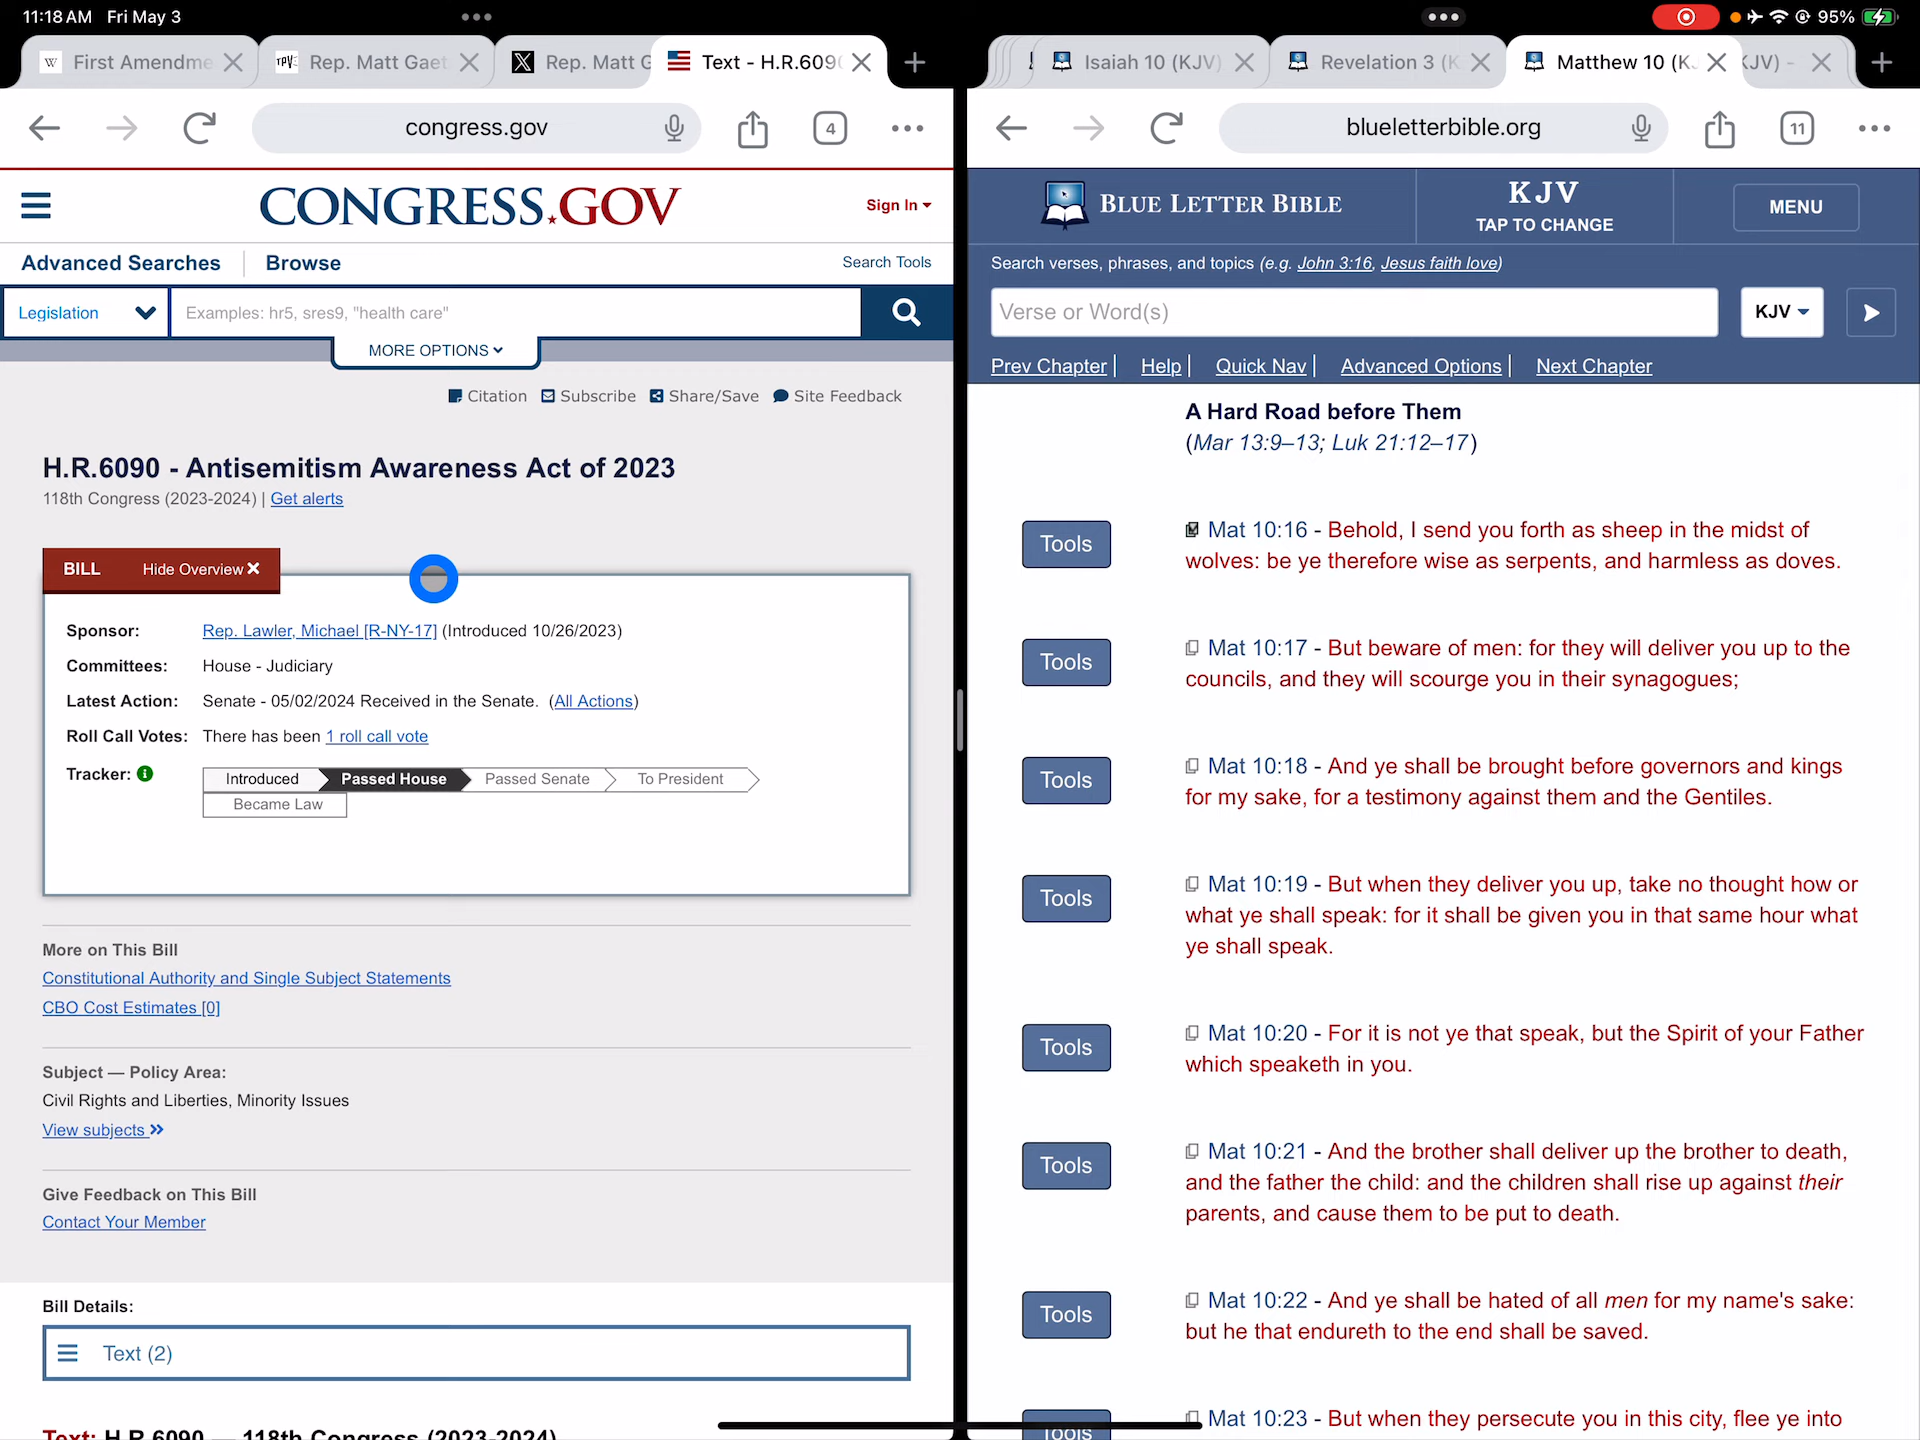 11:18 AM Fri May 3
95%
First Amendme
Rep. Matt Gaet
Rep. Matt G
Text - H.R.609
congress.gov
4
CONGRESS.GOV
Sign In
Advanced Searches
Browse
Search Tools
Legislation
Examples: hr5, sres9, "health care"
MORE OPTIONS
Citation
Subscribe
Share/Save
Site Feedback
H.R.6090 - Antisemitism Awareness Act of 2023
118th Congress (2023-2024) | Get alerts
BILL
Hide Overview
Sponsor: Rep. Lawler, Michael [R-NY-17] (Introduced 10/26/2023)
Committees: House - Judiciary
Latest Action: Senate - 05/02/2024 Received in the Senate. (All Actions)
Roll Call Votes: There has been 1 roll call vote
Tracker:
Introduced
Passed House
Passed Senate
To President
Became Law
More on This Bill
Constitutional Authority and Single Subject Statements
CBO Cost Estimates [0]
Subject — Policy Area:
Civil Rights and Liberties, Minority Issues
View subjects
Give Feedback on This Bill
Contact Your Member
Bill Details:
Text (2)
Text: H.R.6090 — 118th Congress (2023-2024)
Isaiah 10 (KJV)
Revelation 3 (K
Matthew 10 (K
KJV) -
blueletterbible.org
11
BLUE LETTER BIBLE
KJV
TAP TO CHANGE
MENU
Search verses, phrases, and topics (e.g. John 3:16, Jesus faith love)
Verse or Word(s)
KJV
Prev Chapter |
Help |
Quick Nav |
Advanced Options |
Next Chapter
A Hard Road before Them
(Mar 13:9–13; Luk 21:12–17)
Tools
Mat 10:16 - Behold, I send you forth as sheep in the midst of
wolves: be ye therefore wise as serpents, and harmless as doves.
Tools
Mat 10:17 - But beware of men: for they will deliver you up to the
councils, and they will scourge you in their synagogues;
Tools
Mat 10:18 - And ye shall be brought before governors and kings
for my sake, for a testimony against them and the Gentiles.
Tools
Mat 10:19 - But when they deliver you up, take no thought how or
what ye shall speak: for it shall be given you in that same hour what
ye shall speak.
Tools
Mat 10:20 - For it is not ye that speak, but the Spirit of your Father
which speaketh in you.
Tools
Mat 10:21 - And the brother shall deliver up the brother to death,
and the father the child: and the children shall rise up against their
parents, and cause them to be put to death.
Tools
Mat 10:22 - And ye shall be hated of all men for my name's sake:
but he that endureth to the end shall be saved.
Tools
Mat 10:23 - But when they persecute you in this city, flee ye into